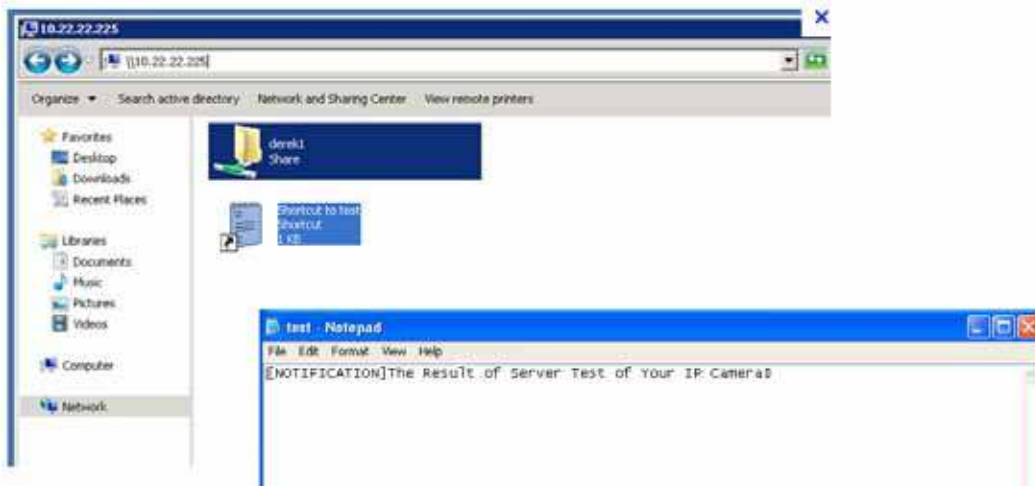 10.22.22.225
\\10.22.22.225
Organize Search active directory Network and Sharing Center View remote printers
Favorites
Desktop
Downloads
Recent Places
Libraries
Documents
Music
Pictures
Videos
Computer
Network
derek1
Share
Shortcut to test
Shortcut
1 KB
test - Notepad
File Edit Format View Help
[NOTIFICATION]The Result of Server Test of Your IP Camera